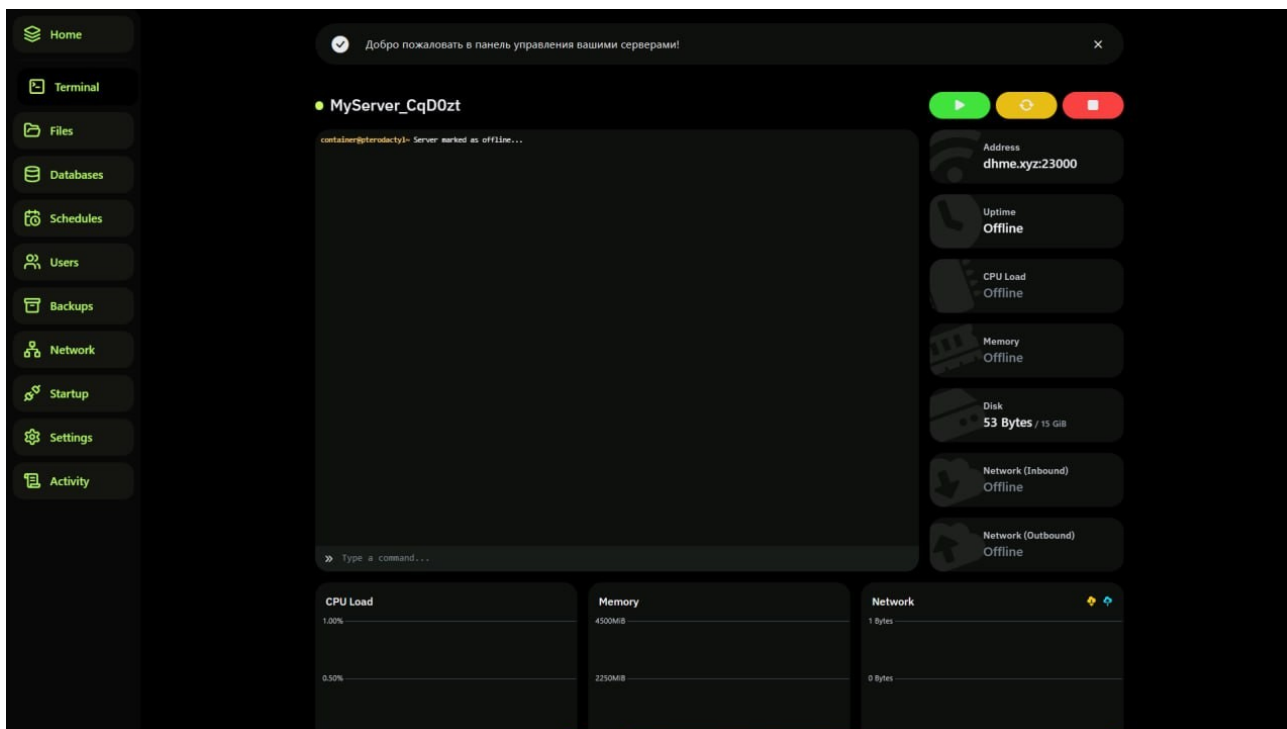 Home
Terminal
Files
Databases
Schedules
Users
Backups
Network
Startup
Settings
Activity
Добро пожаловать в панель управления вашими серверами!
MyServer_CqD0zt
container@pterodactyl~ Server marked as offline...
Type a command...
Address
dhme.xyz:23000
Uptime
Offline
CPU Load
Offline
Memory
Offline
Disk
53 Bytes / 15 GiB
Network (Inbound)
Offline
Network (Outbound)
Offline
CPU Load
1.00%
0.50%
Memory
4500MiB
2250MiB
Network
1 Bytes
0 Bytes